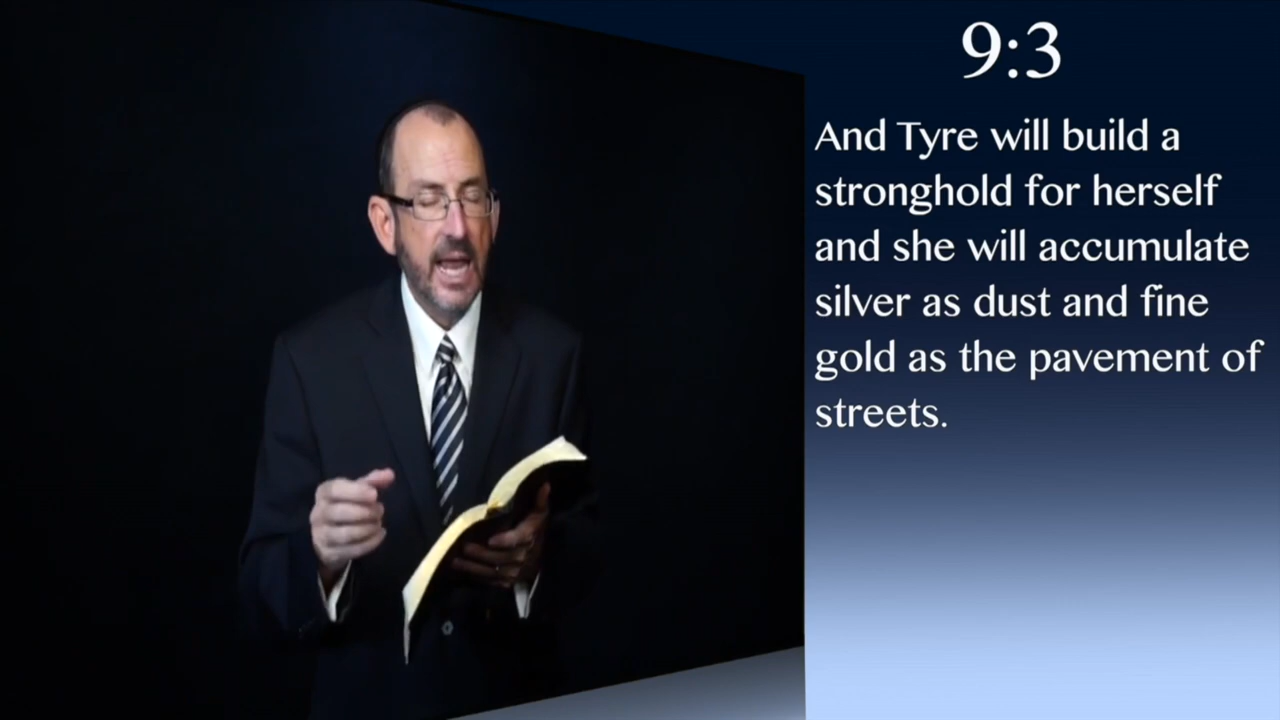 9:3
And Tyre will build a
stronghold for herself
and she will accumulate
silver as dust and fine
gold as the pavement of
streets.